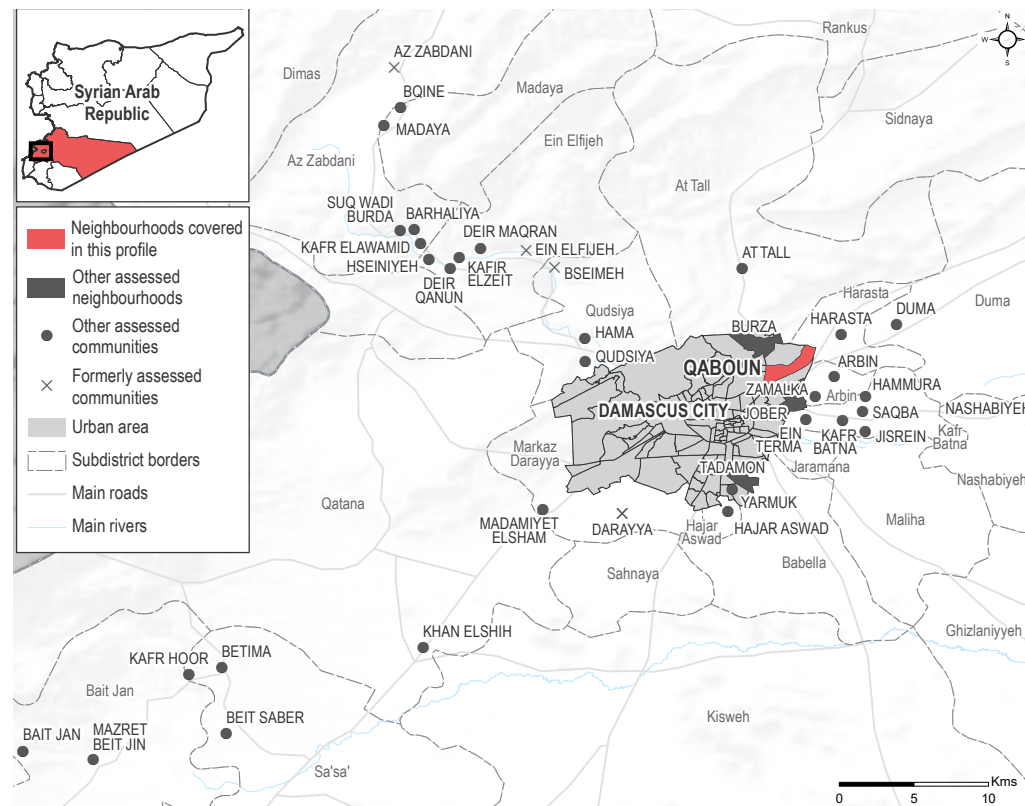 Syrian Arab
Republic
Neighbourhoods covered
in this profile
Other assessed
neighbourhoods
Other assessed
communities
Formerly assessed
communities
Urban area
Subdistrict borders
Main roads
Main rivers
N
W
E
S
Rankus
AZ ZABDANI
Dimas
BQINE
Madaya
MADAYA
Sidnaya
Ein Elfijeh
Az Zabdani
At Tall
SUQ WADI
BURDA
BARHALIYA
DEIR MAQRAN
KAFR ELAWAMID
EIN ELFIJEH
HSEINIYEH
DEIR
QANUN
KAFIR
ELZEIT
BSEIMEH
AT TALL
Harasta
Duma
Qudsiya
DUMA
HARASTA
BURZA
HAMA
QUDSIYA
QABOUN
ARBIN
ZAMALKA
Arbin
HAMMURA
DAMASCUS CITY
JOBER
SAQBA
NASHABIYEH
EIN
TERMA
KAFR
BATNA
JISREIN
Kafr
Batna
Markaz
Darayya
TADAMON
Jaramana
Nashabiyeh
Qatana
YARMUK
MADAMIYET
ELSHAM
DARAYYA
Hajar
Aswad
HAJAR ASWAD
Maliha
Sahnaya
Babella
KHAN ELSHIH
Ghizlaniyyeh
KAFR HOOR
BETIMA
Bait Jan
BEIT SABER
Kisweh
BAIT JAN
MAZRET
BEIT JIN
Sa'sa'
Kms
0
5
10